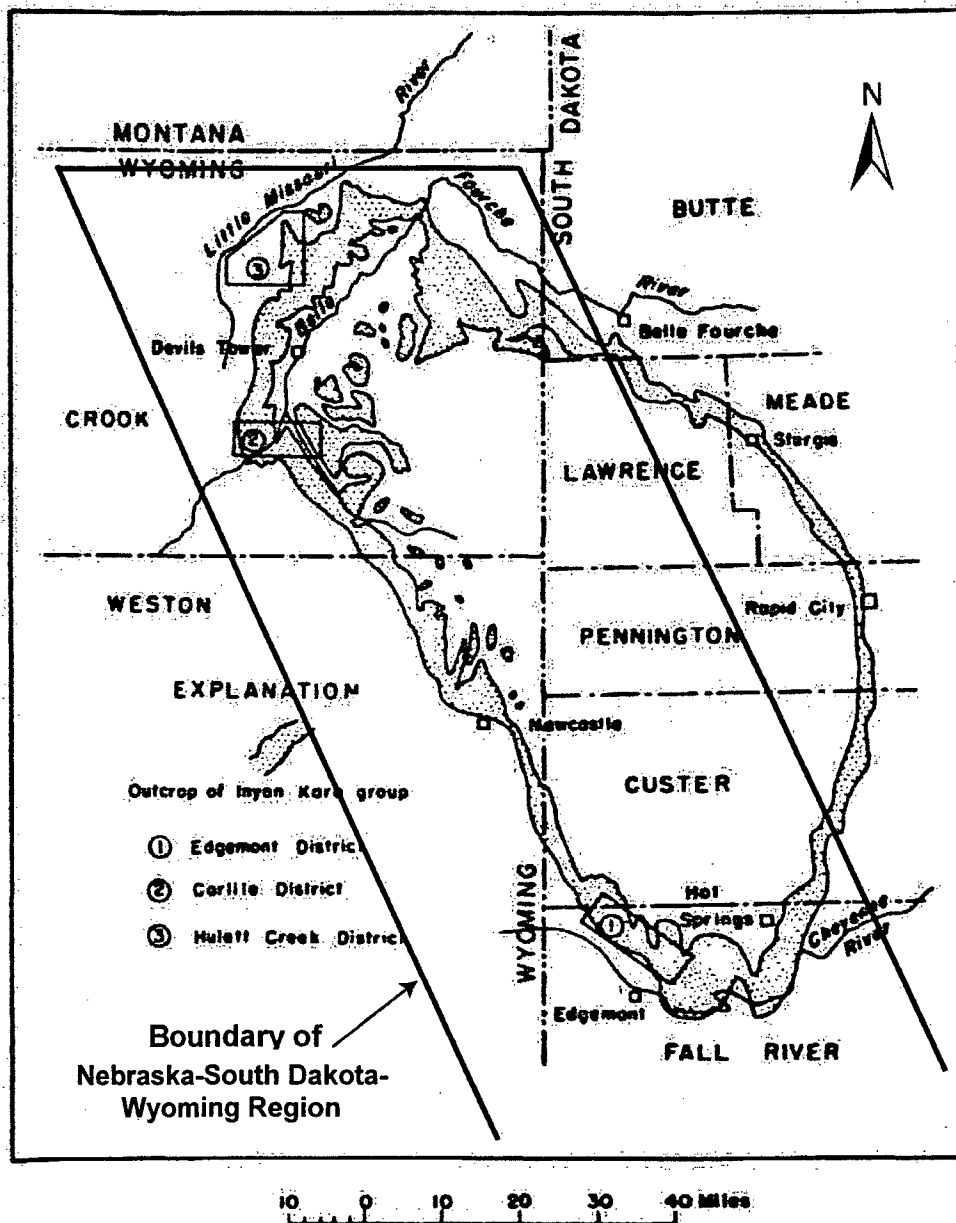 MONTANA
WYOMING
SOUTH DAKOTA
N
BUTTE
Little Missouri
River
Fourche
River
Belle
Belle Fourche
Devils Tower
CROOK
MEADE
Sturgis
LAWRENCE
WESTON
Rapid City
PENNINGTON
EXPLANATION
Newcastle
Outcrop of Inyan Kara group
CUSTER
1 Edgemont District
2 Carlile District
3 Hulett Creek District
WYOMING
Hot
Springs
Cheyenne
River
Edgemont
FALL RIVER
Boundary of
Nebraska-South Dakota-
Wyoming Region
3
2
1
10 0 10 20 30 40 Miles